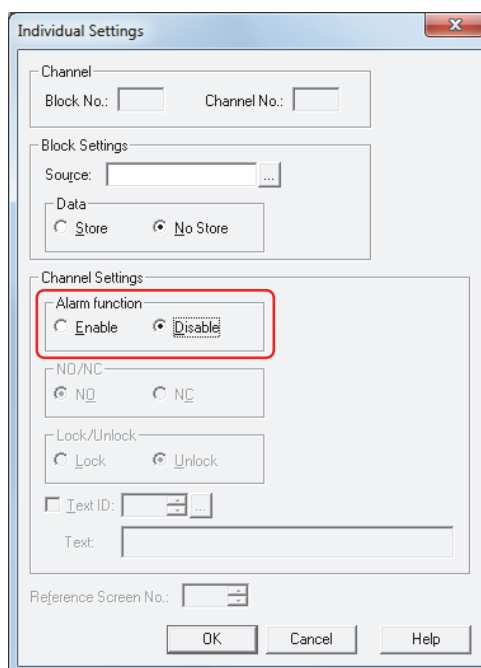 Individual Settings
Channel
Block No.: Channel No.:
Block Settings
Source: ...
Data
Store No Store
Channel Settings
Alarm function
Enable Disable
NO/NC
NO NC
Lock/Unlock
Lock Unlock
Text ID: ...
Text:
Reference Screen No.:
OK Cancel Help